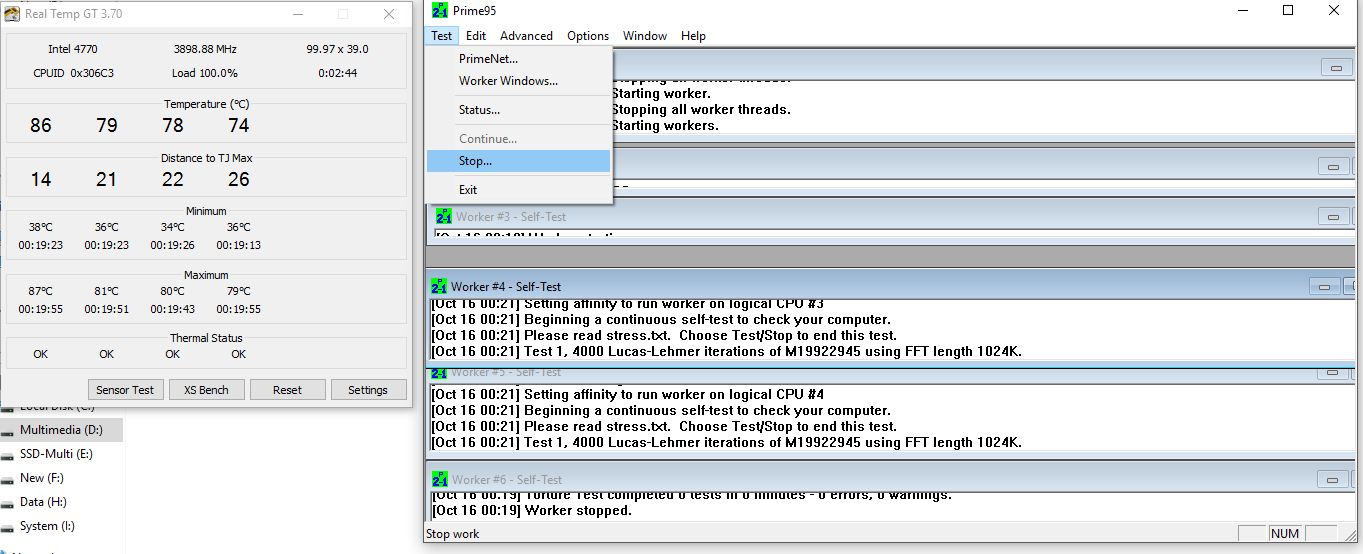 Real Temp GT 3.70
Intel 4770 3898.88 MHz 99.97 x 39.0
CPUID 0x306C3 Load 100.0% 0:02:44
Temperature (°C)
86 79 78 74
Distance to TJ Max
14 21 22 26
Minimum
38°C 36°C 34°C 36°C
00:19:23 00:19:23 00:19:26 00:19:13
Maximum
87°C 81°C 80°C 79°C
00:19:55 00:19:51 00:19:43 00:19:55
Thermal Status
OK OK OK OK
Sensor Test XS Bench Reset Settings
Local Disk (C:)
Multimedia (D:)
SSD-Multi (E:)
New (F:)
Data (H:)
System (I:)
Prime95
Test Edit Advanced Options Window Help
PrimeNet...
Worker Windows...
Status...
Continue...
Stop...
Exit
Stopping all worker threads.
Starting worker.
Stopping all worker threads.
Starting workers.
Worker #3 - Self-Test
Worker #4 - Self-Test
[Oct 16 00:21] Setting affinity to run worker on logical CPU #3
[Oct 16 00:21] Beginning a continuous self-test to check your computer.
[Oct 16 00:21] Please read stress.txt. Choose Test/Stop to end this test.
[Oct 16 00:21] Test 1, 4000 Lucas-Lehmer iterations of M19922945 using FFT length 1024K.
Worker #5 - Self-Test
[Oct 16 00:21] Setting affinity to run worker on logical CPU #4
[Oct 16 00:21] Beginning a continuous self-test to check your computer.
[Oct 16 00:21] Please read stress.txt. Choose Test/Stop to end this test.
[Oct 16 00:21] Test 1, 4000 Lucas-Lehmer iterations of M19922945 using FFT length 1024K.
Worker #6 - Self-Test
[Oct 16 00:19] Torture Test completed 0 tests in 0 minutes - 0 errors, 0 warnings.
[Oct 16 00:19] Worker stopped.
Stop work NUM